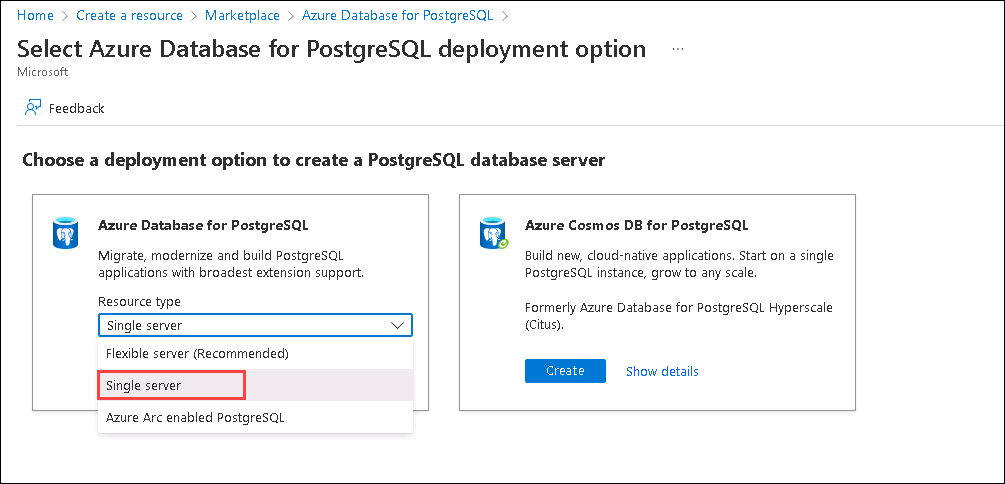 Home > Create a resource > Marketplace > Azure Database for PostgreSQL >
Select Azure Database for PostgreSQL deployment option ...
Microsoft
Feedback
Choose a deployment option to create a PostgreSQL database server
Azure Database for PostgreSQL
Migrate, modernize and build PostgreSQL
applications with broadest extension support.
Resource type
Single server
Flexible server (Recommended)
Single server
Azure Arc enabled PostgreSQL
Azure Cosmos DB for PostgreSQL
Build new, cloud-native applications. Start on a single
PostgreSQL instance, grow to any scale.
Formerly Azure Database for PostgreSQL Hyperscale
(Citus).
Create
Show details